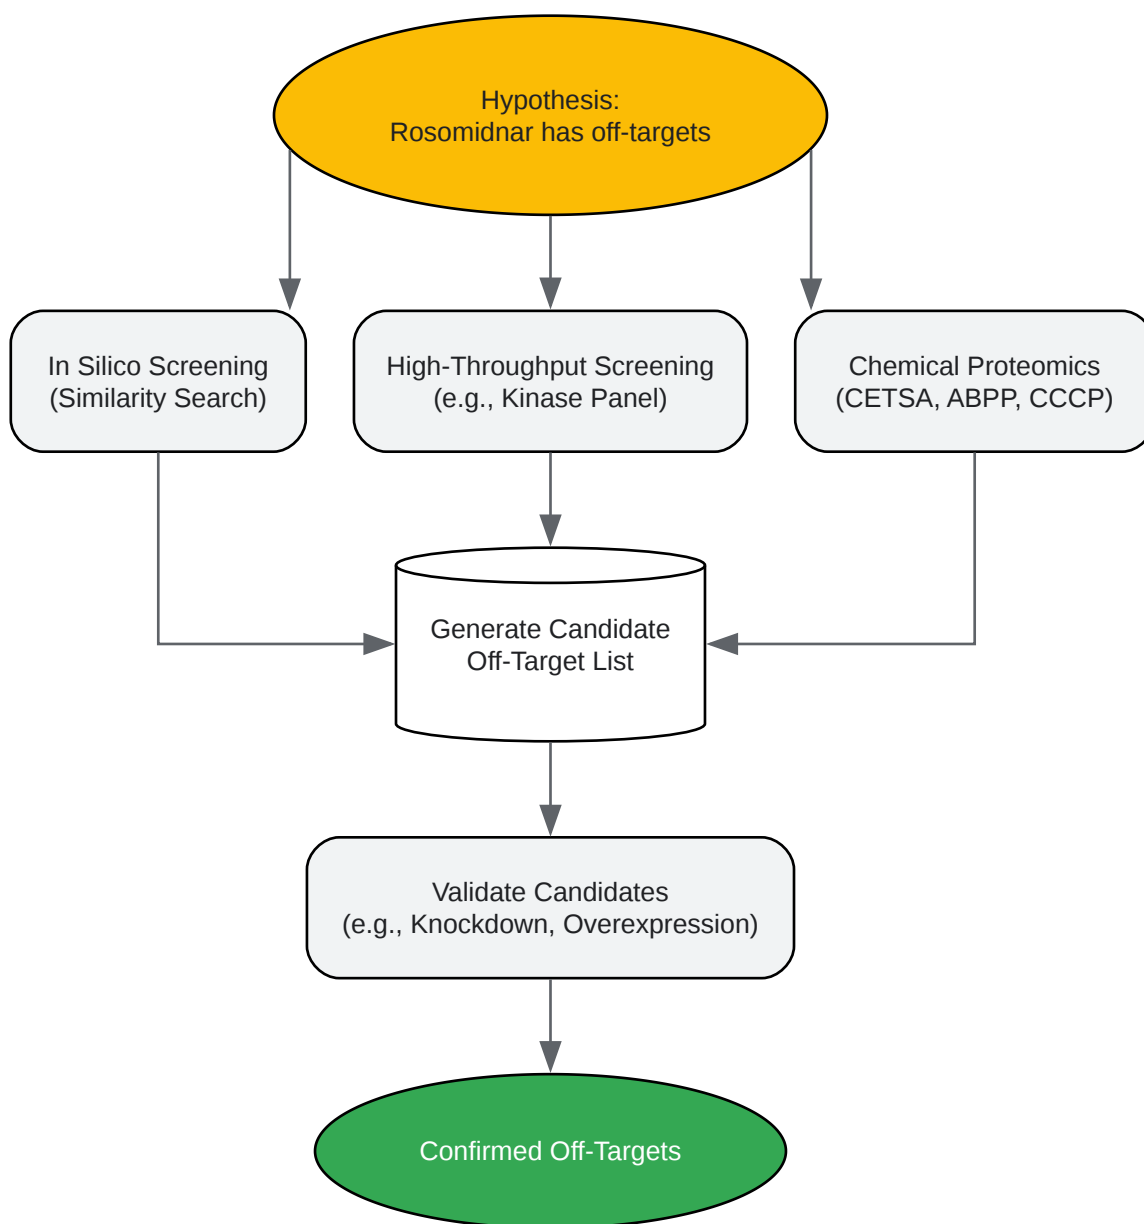 Hypothesis:
Rosomidnar has off-targets
In Silico Screening
(Similarity Search)
High-Throughput Screening
(e.g., Kinase Panel)
Chemical Proteomics
(CETSA, ABPP, CCCP)
Generate Candidate
Off-Target List
Validate Candidates
(e.g., Knockdown, Overexpression)
Confirmed Off-Targets